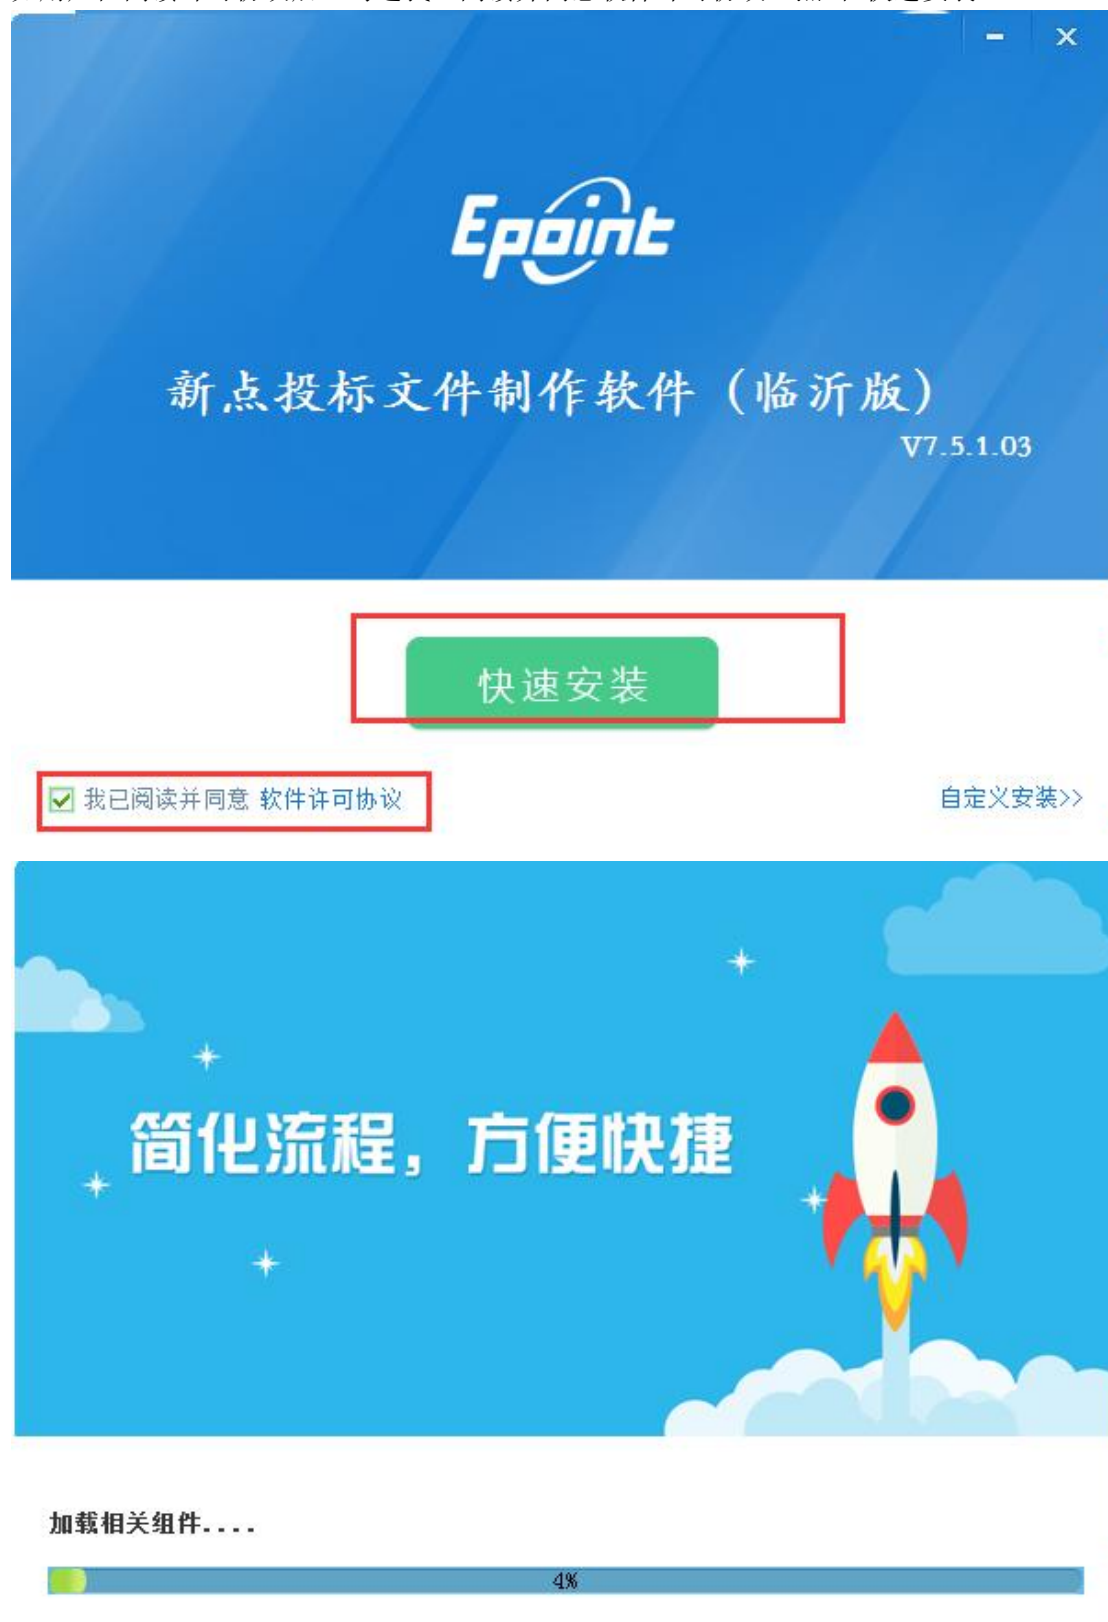 Epoint
新点投标文件制作软件（临沂版）
V7.5.1.03
快速安装
我已阅读并同意 软件许可协议
自定义安装>>
简化流程，方便快捷
加载相关组件....
4%